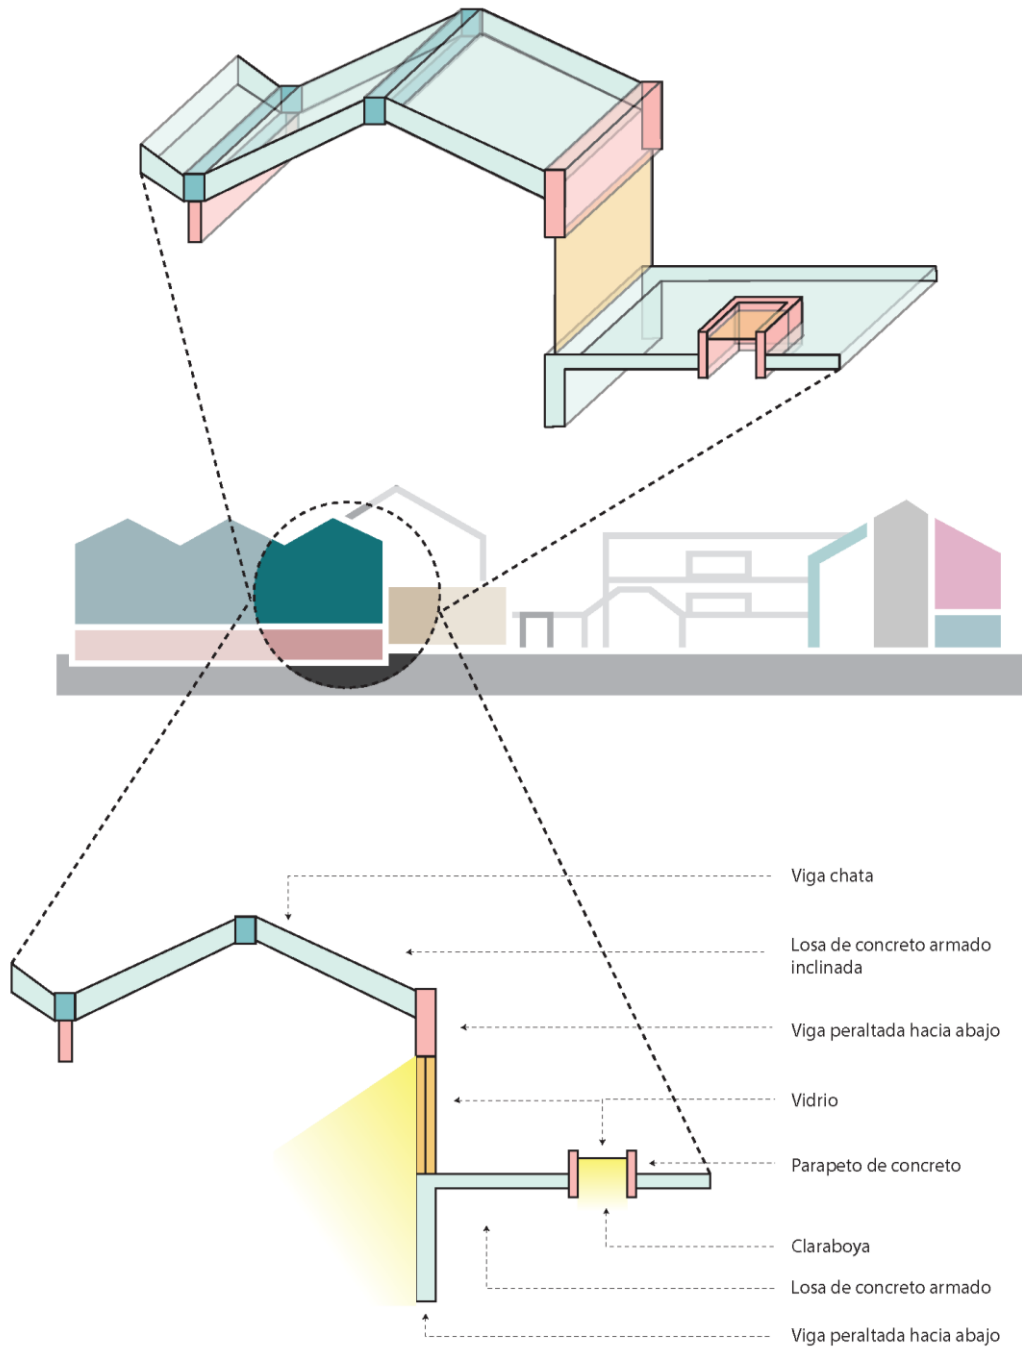 Viga chata
Losa de concreto armado
inclinada
Viga peraltada hacia abajo
Vidrio
Parapeto de concreto
Claraboya
Losa de concreto armado
Viga peraltada hacia abajo